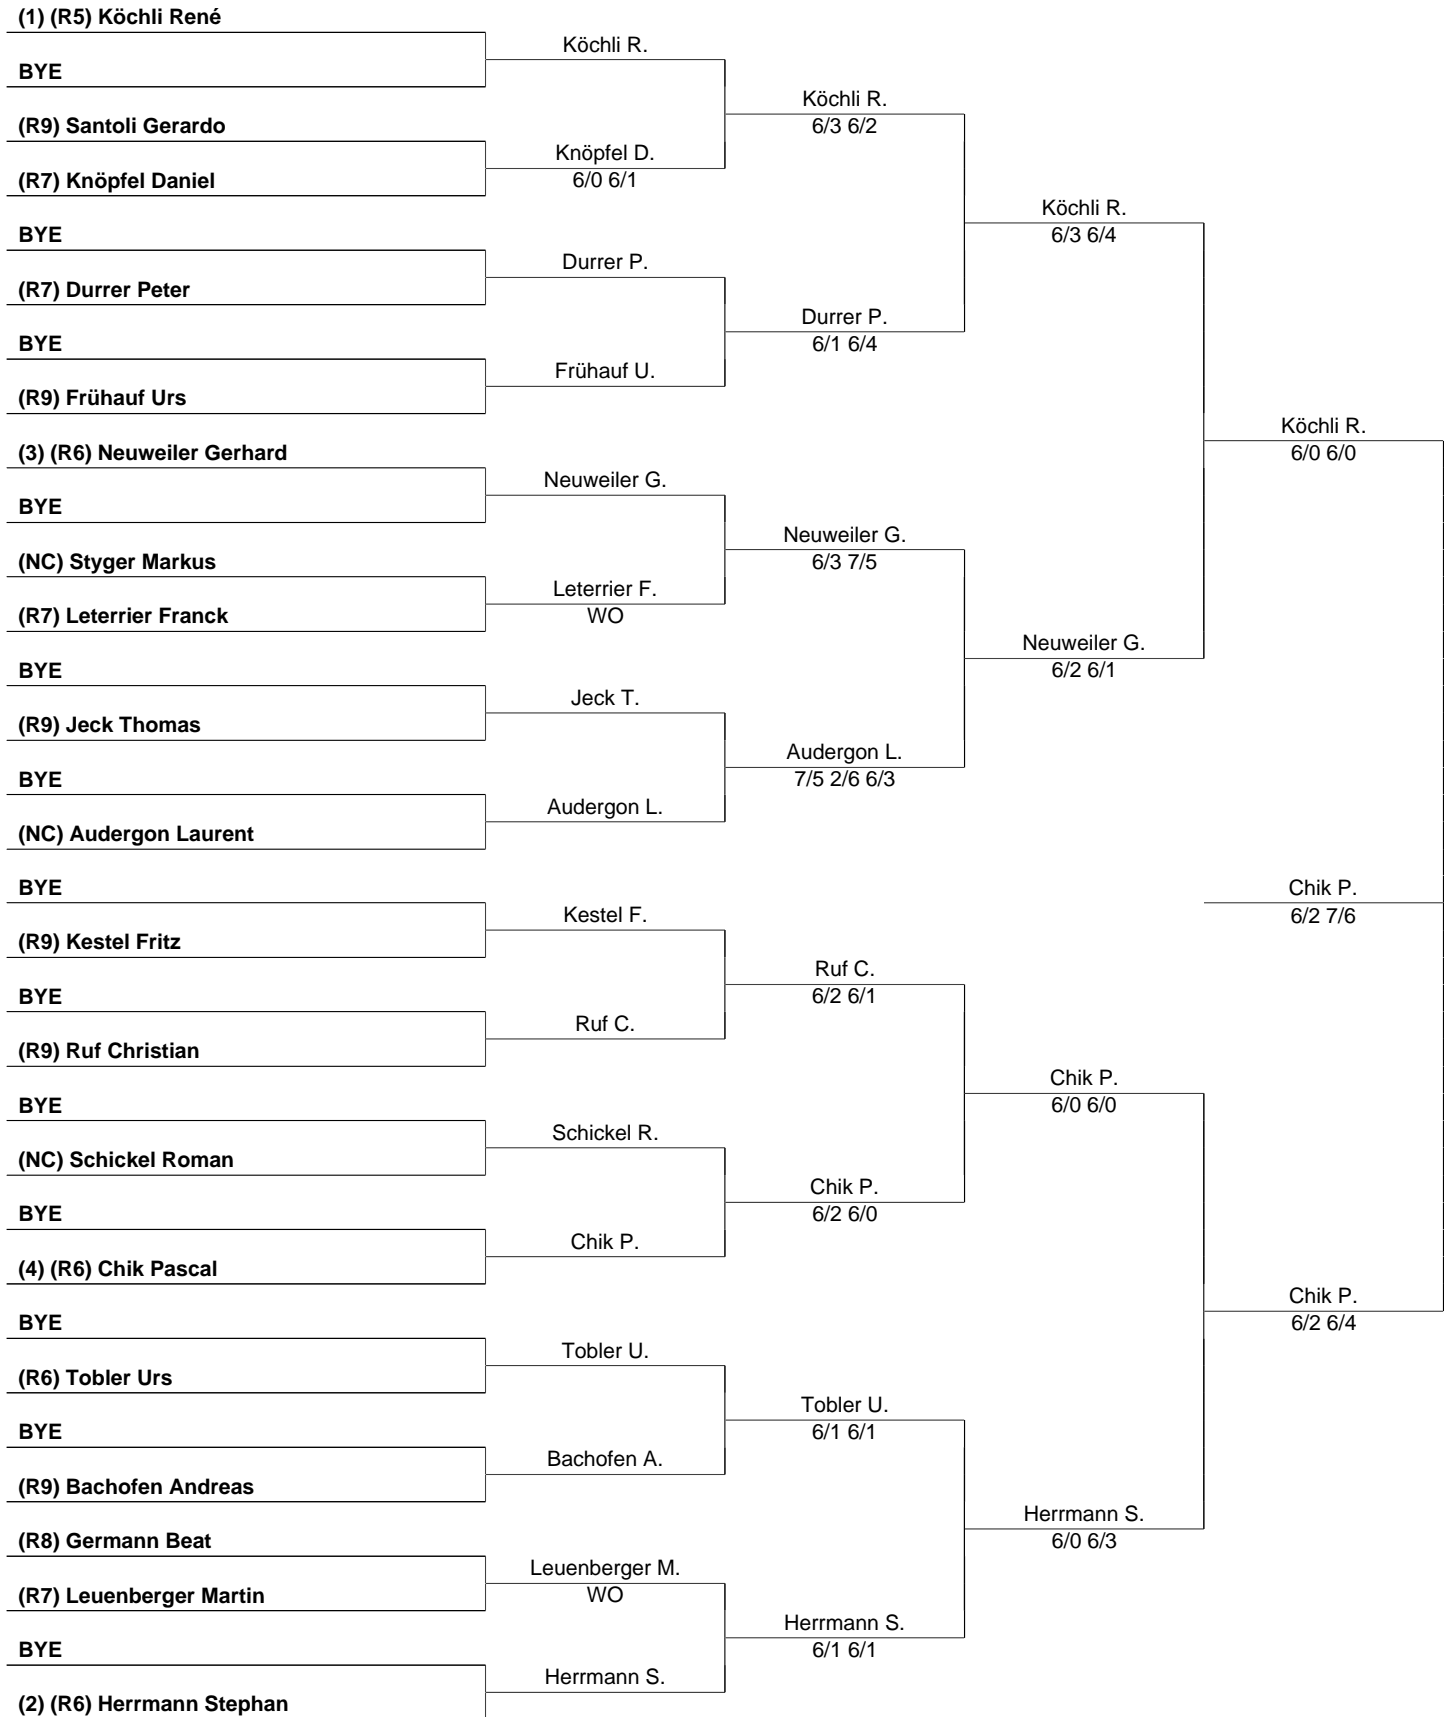 (1) (R5) Köchli René
BYE
(R9) Santoli Gerardo
(R7) Knöpfel Daniel
BYE
(R7) Durrer Peter
BYE
(R9) Frühauf Urs
(3) (R6) Neuweiler Gerhard
BYE
(NC) Styger Markus
(R7) Leterrier Franck
BYE
(R9) Jeck Thomas
BYE
(NC) Audergon Laurent
BYE
(R9) Kestel Fritz
BYE
(R9) Ruf Christian
BYE
(NC) Schickel Roman
BYE
(4) (R6) Chik Pascal
BYE
(R6) Tobler Urs
BYE
(R9) Bachofen Andreas
(R8) Germann Beat
(R7) Leuenberger Martin
BYE
(2) (R6) Herrmann Stephan
Köchli R.
Knöpfel D.
6/0 6/1
Durrer P.
Frühauf U.
Neuweiler G.
Leterrier F.
WO
Jeck T.
Audergon L.
Kestel F.
Ruf C.
Schickel R.
Chik P.
Tobler U.
Bachofen A.
Leuenberger M.
WO
Herrmann S.
Köchli R.
6/3 6/2
Durrer P.
6/1 6/4
Neuweiler G.
6/3 7/5
Audergon L.
7/5 2/6 6/3
Ruf C.
6/2 6/1
Chik P.
6/2 6/0
Tobler U.
6/1 6/1
Herrmann S.
6/1 6/1
Köchli R.
6/3 6/4
Neuweiler G.
6/2 6/1
Chik P.
6/0 6/0
Herrmann S.
6/0 6/3
Köchli R.
6/0 6/0
Chik P.
6/2 7/6
Chik P.
6/2 6/4